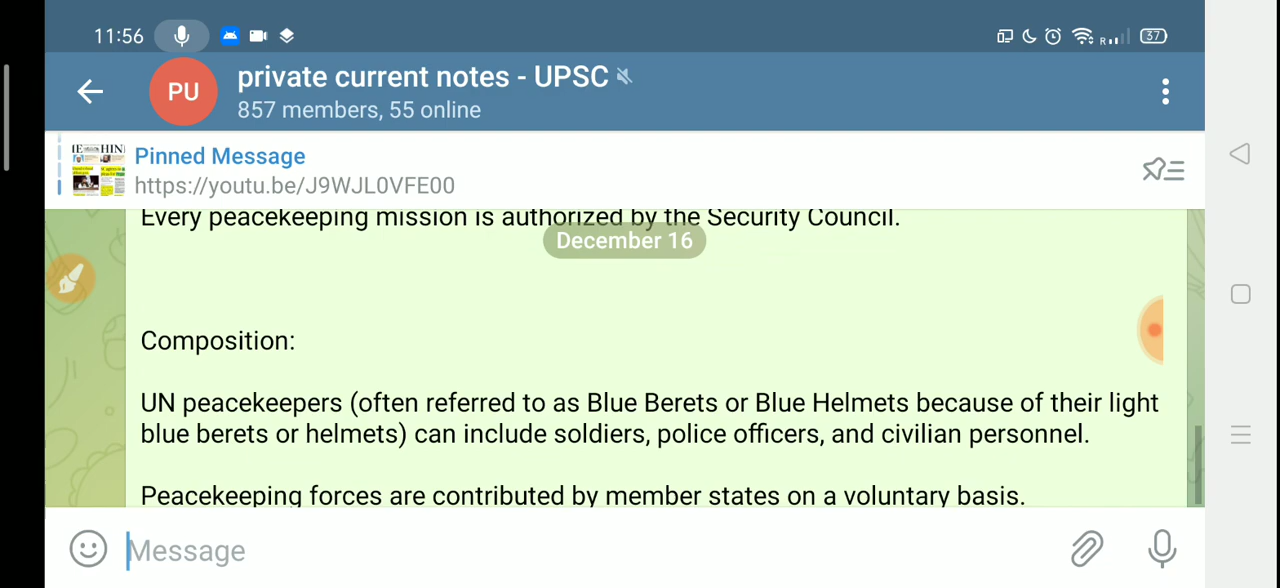 11:56
R
37
PU
private current notes - UPSC
857 members, 55 online
Pinned Message
https://youtu.be/J9WJL0VFE00
Every peacekeeping mission is authorized by the Security Council.
December 16
Composition:
UN peacekeepers (often referred to as Blue Berets or Blue Helmets because of their light
blue berets or helmets) can include soldiers, police officers, and civilian personnel.
Peacekeeping forces are contributed by member states on a voluntary basis.
Message